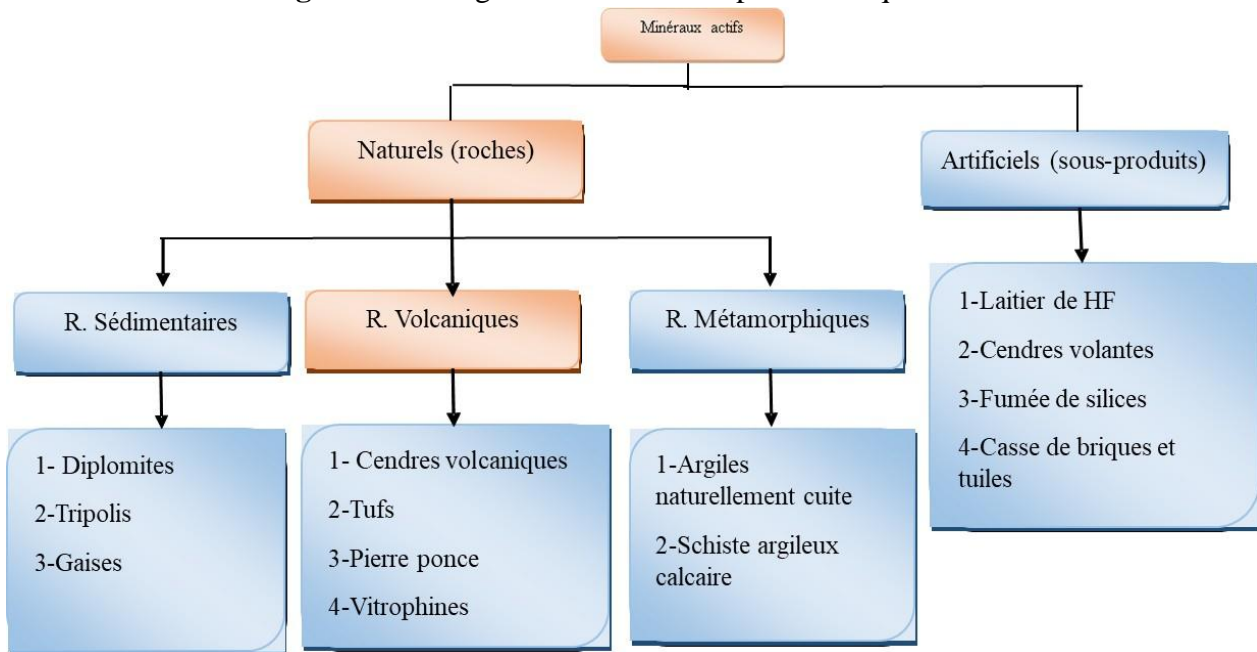 Minéraux actifs
Naturels (roches)
Artificiels (sous-produits)
R. Sédimentaires
R. Volcaniques
R. Métamorphiques
1- Diplomites
2-Tripolis
3-Gaises
1- Cendres volcaniques
2-Tufs
3-Pierre ponce
4-Vitrophines
1-Argiles
naturellement cuite
2-Schiste argileux
calcaire
1-Laitier de HF
2-Cendres volantes
3-Fumée de silices
4-Casse de briques et
tuiles